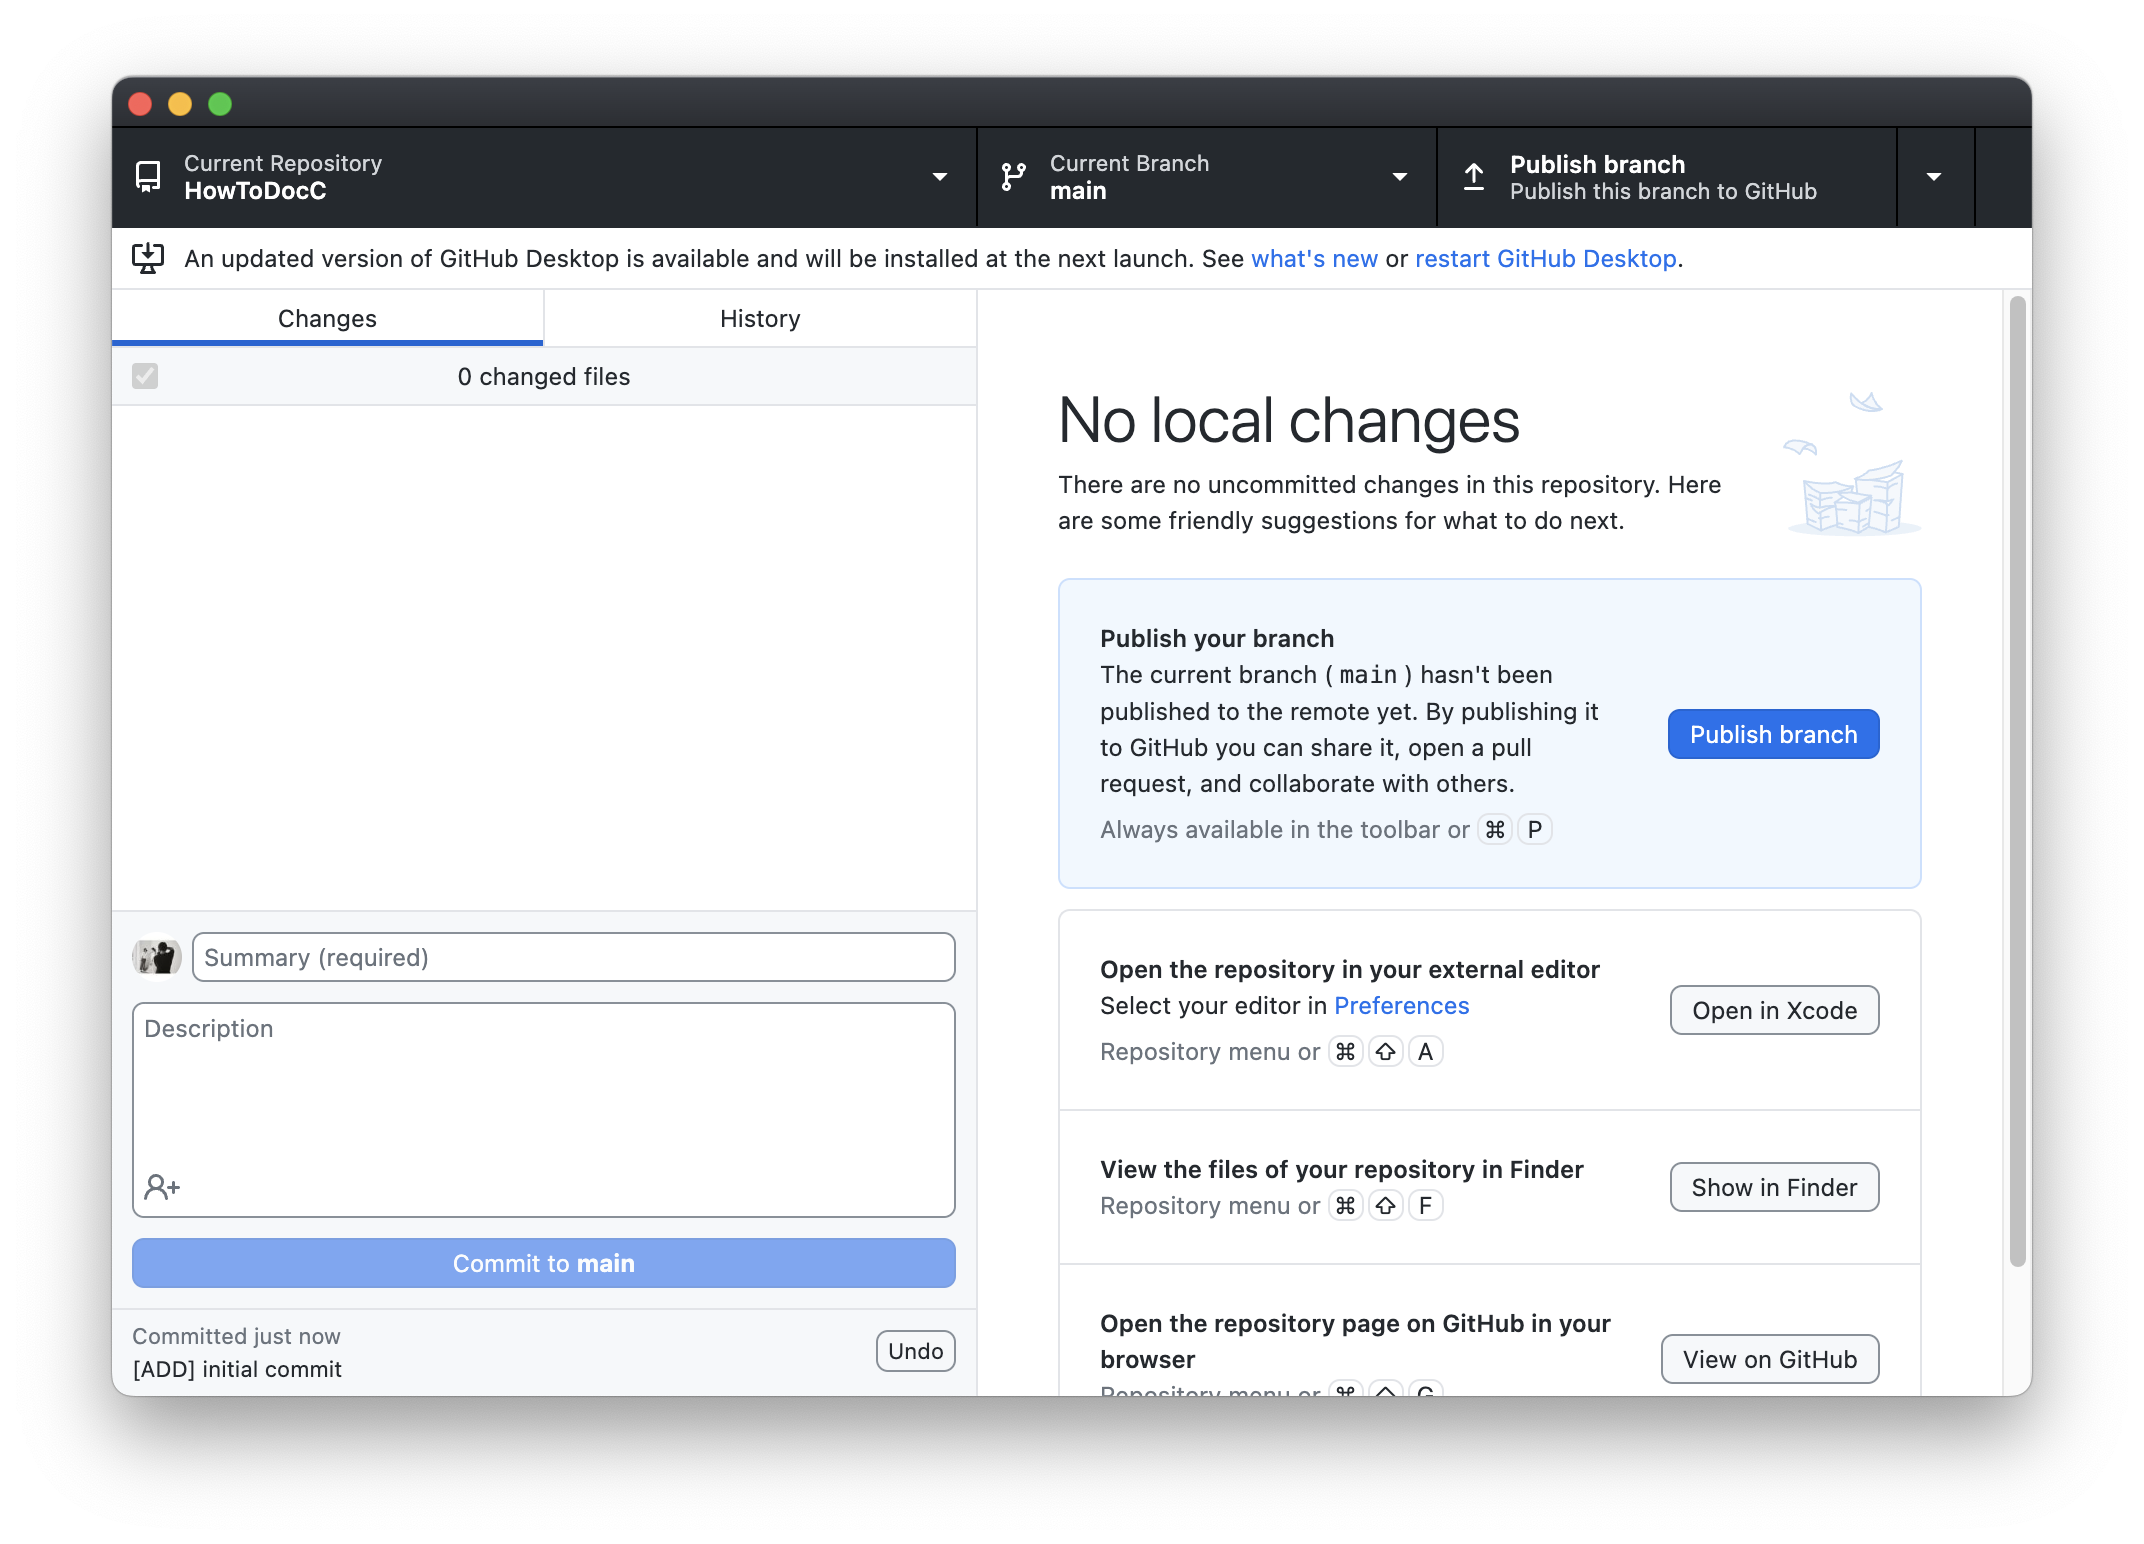 Current Repository
HowToDocC
Current Branch
main
Publish branch
Publish this branch to GitHub
An updated version of GitHub Desktop is available and will be installed at the next launch. See what's new or restart GitHub Desktop.
Changes
History
0 changed files
No local changes
There are no uncommitted changes in this repository. Here
are some friendly suggestions for what to do next.
Publish your branch
The current branch ( main ) hasn't been
published to the remote yet. By publishing it
to GitHub you can share it, open a pull
request, and collaborate with others.
Always available in the toolbar or ⌘ P
Publish branch
Open the repository in your external editor
Select your editor in Preferences
Repository menu or ⌘ ⇧ A
Open in Xcode
View the files of your repository in Finder
Repository menu or ⌘ ⇧ F
Show in Finder
Open the repository page on GitHub in your
browser
Repository menu or ⌘ ⇧ G
View on GitHub
Summary (required)
Description
Commit to main
Committed just now
[ADD] initial commit
Undo